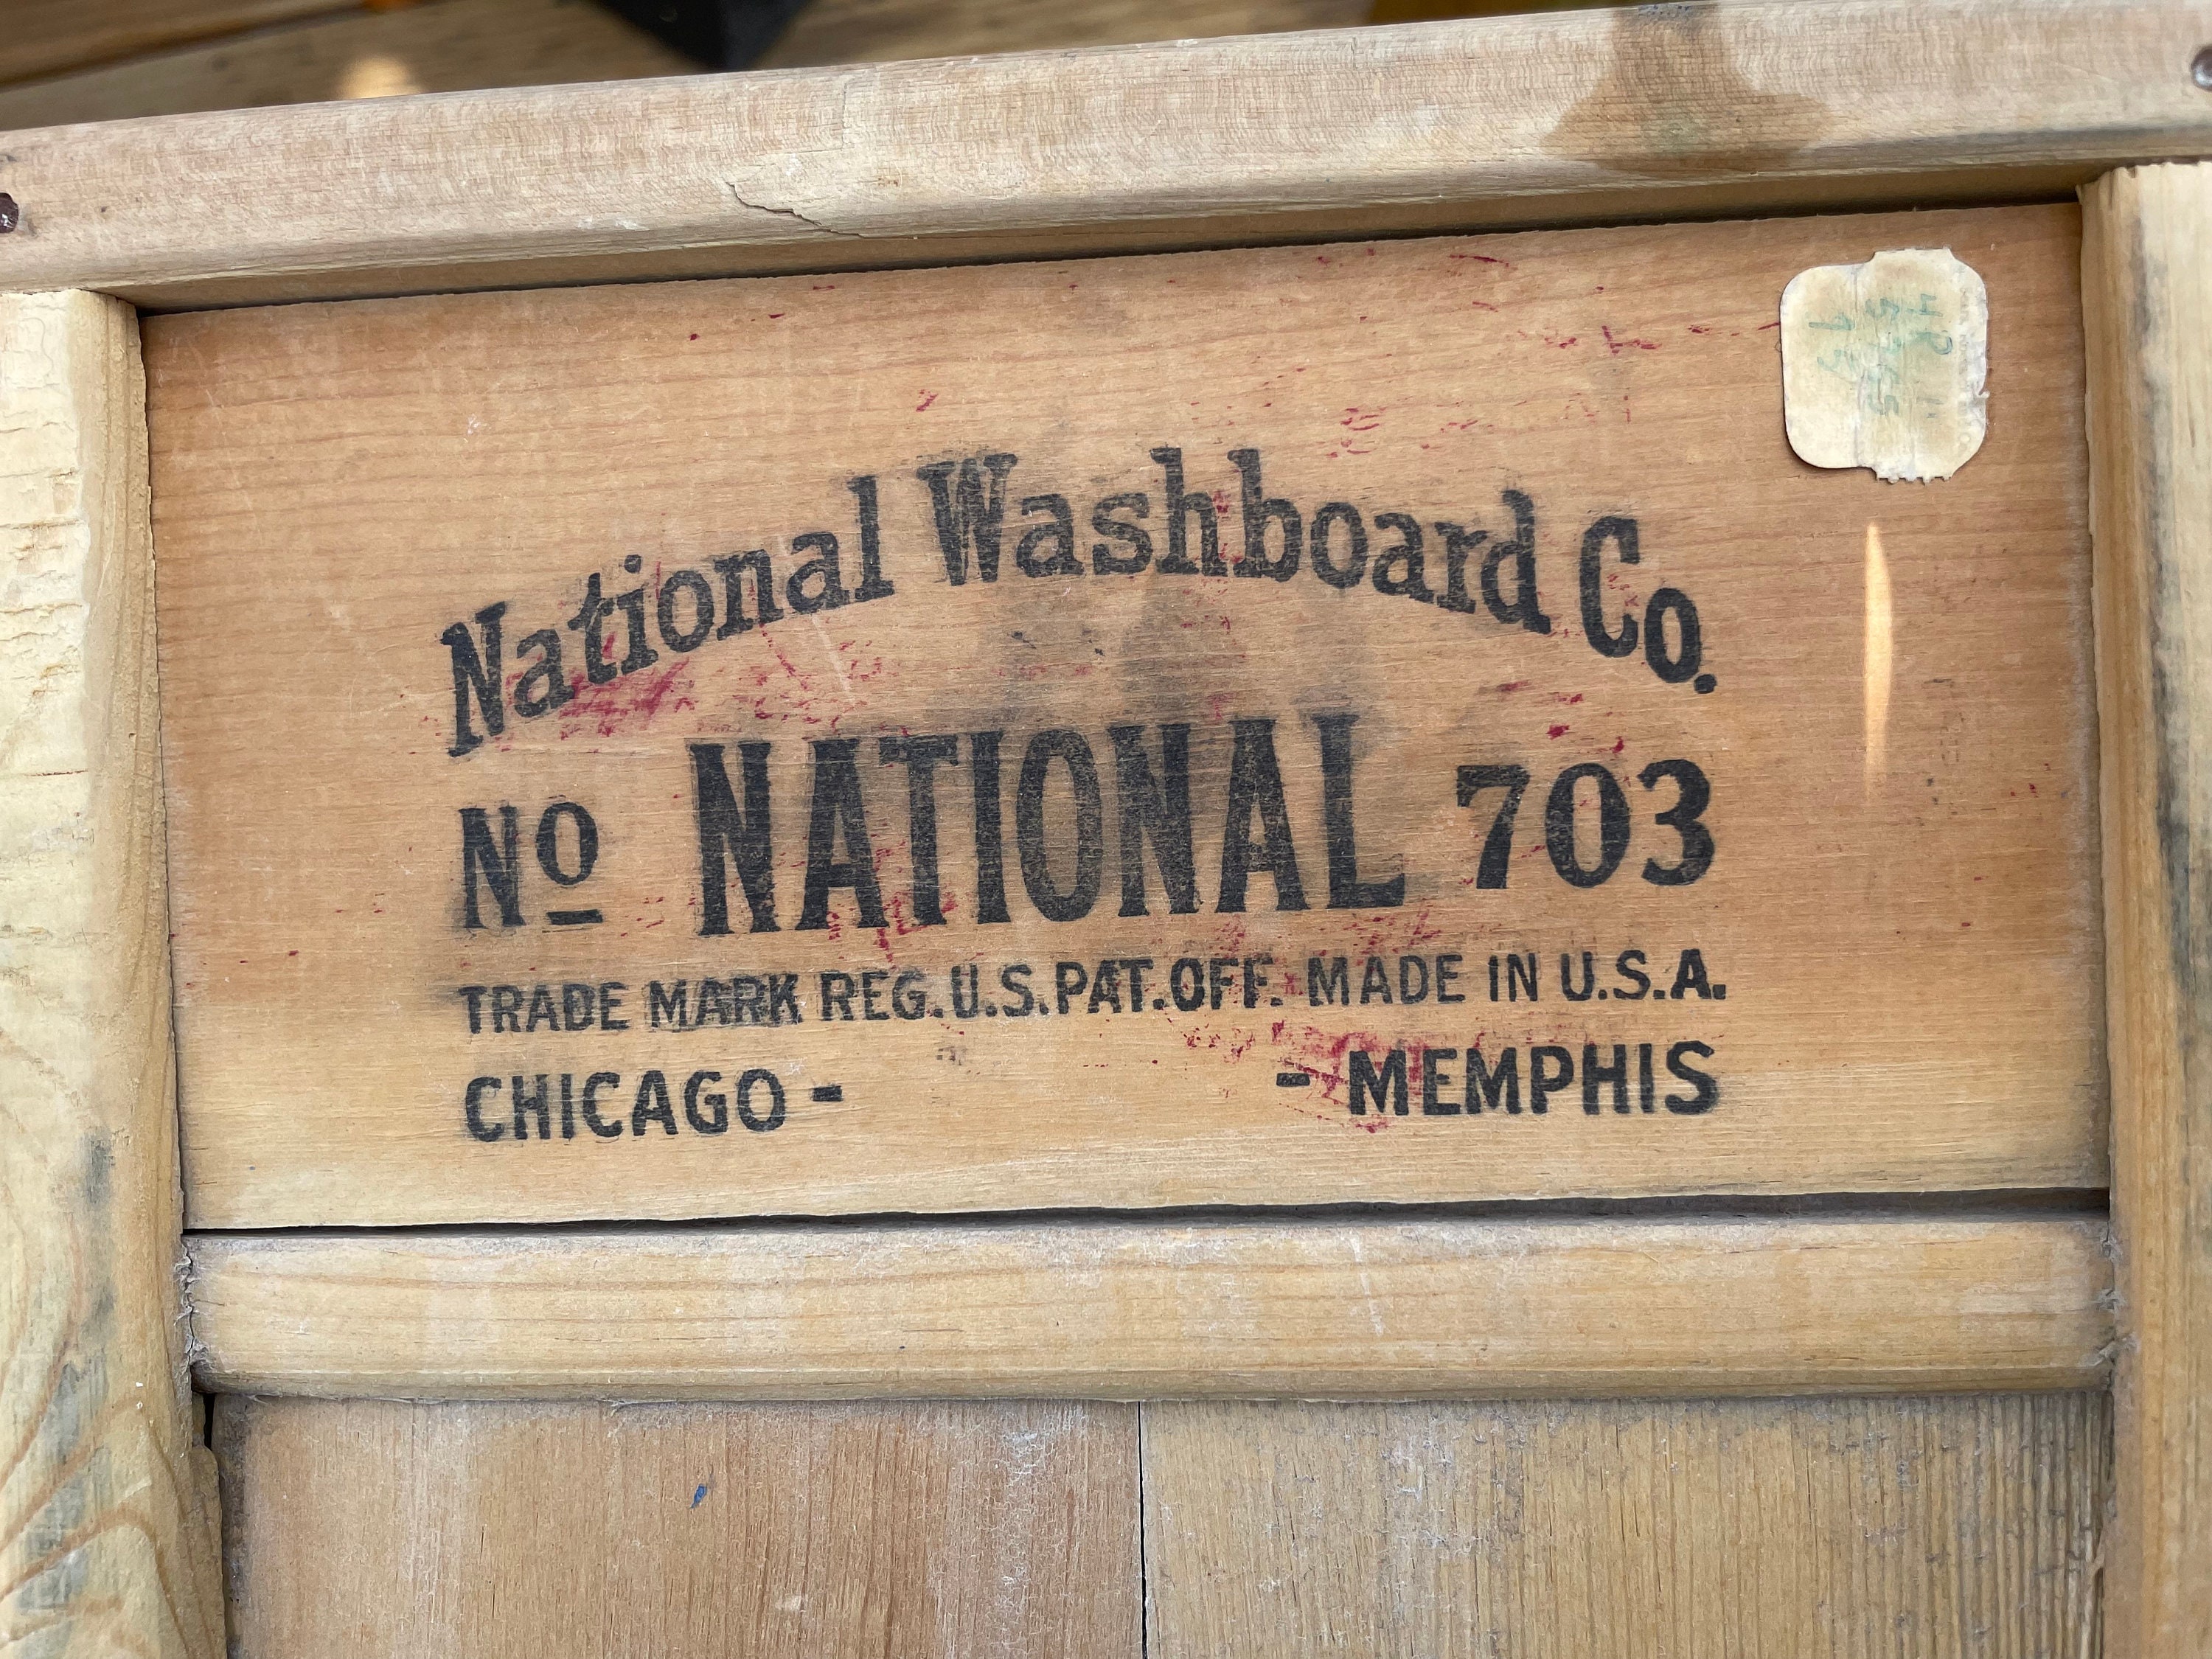 National Washboard Co.
No NATIONAL 703
TRADE MARK REG.U.S.PAT.OFF. MADE IN U.S.A.
CHICAGO - - MEMPHIS